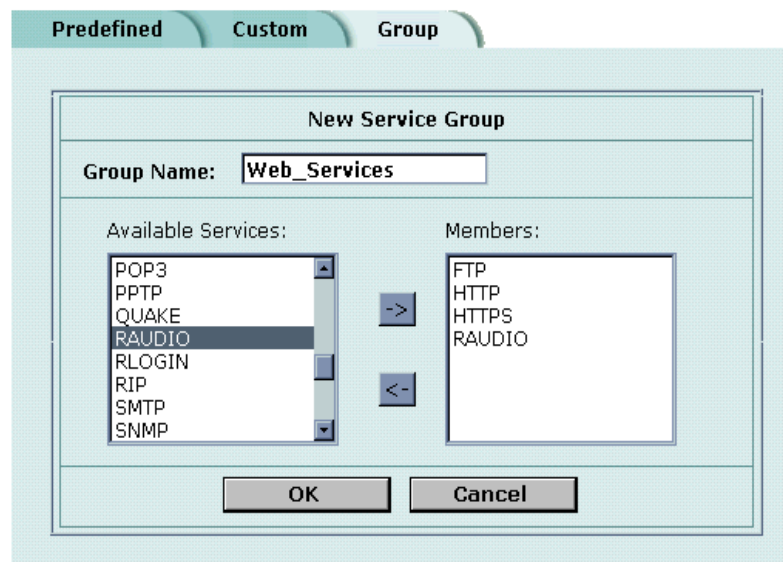 Predefined Custom Group
New Service Group
Group Name: Web_Services
Available Services: Members:
POP3 FTP
PPTP HTTP
QUAKE HTTPS
RAUDIO RAUDIO
RLOGIN
RIP
SMTP
SNMP
->
<-
OK Cancel